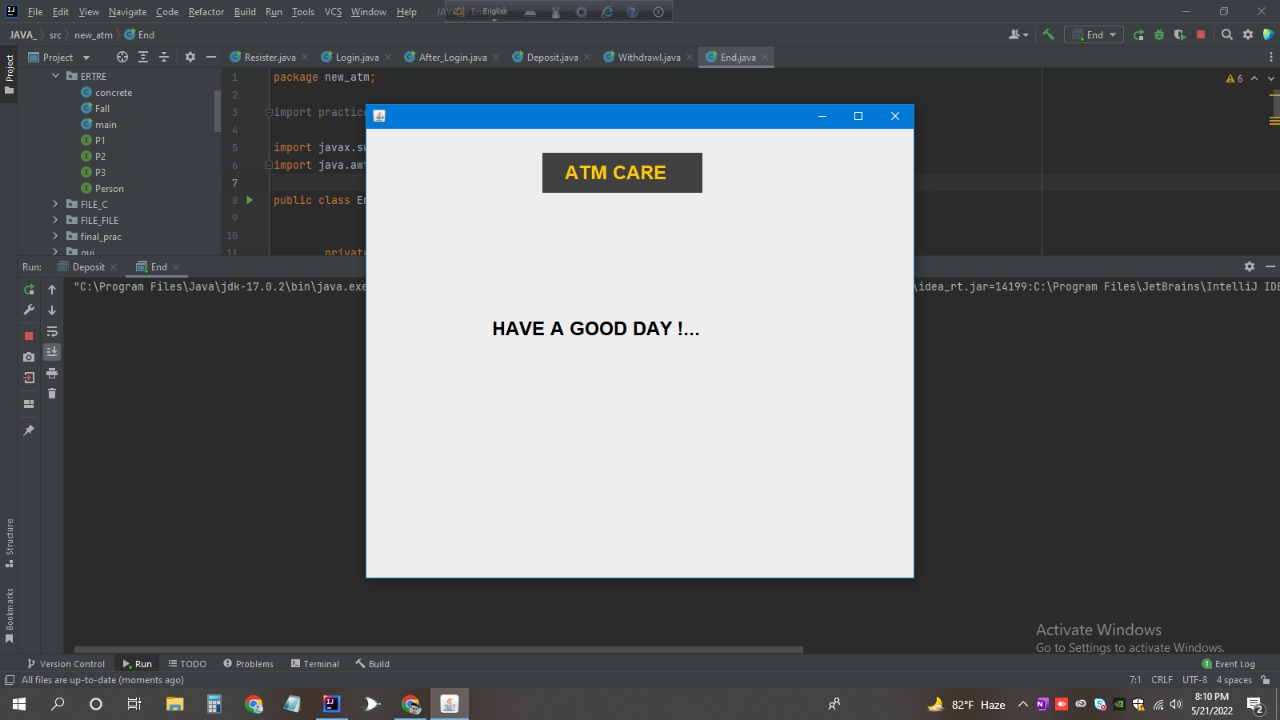 File Edit View Navigate Code Refactor Build Run Tools VCS Window Help
English
JAVA_ src new_atm End
End
Project
Resister.java Login.java After_Login.java Deposit.java Withdrawl.java End.java
Project
ERTRE
concrete
Fall
main
P1
P2
P3
Person
FILE_C
FILE_FILE
final_prac
gui
1 package new_atm;
2
3 import practice
4
5 import javax.sw
6 import java.aw
7
8 public class En
9
10
11 private
6
ATM CARE
HAVE A GOOD DAY !...
Run: Deposit End
"C:\Program Files\Java\jdk-17.0.2\bin\java.exe
\idea_rt.jar=14199:C:\Program Files\JetBrains\IntelliJ IDE
Structure
Bookmarks
Activate Windows
Go to Settings to activate Windows.
Version Control Run TODO Problems Terminal Build
1 Event Log
All files are up-to-date (moments ago)
7:1 CRLF UTF-8 4 spaces
82°F Haze
8:10 PM
5/21/2022
2